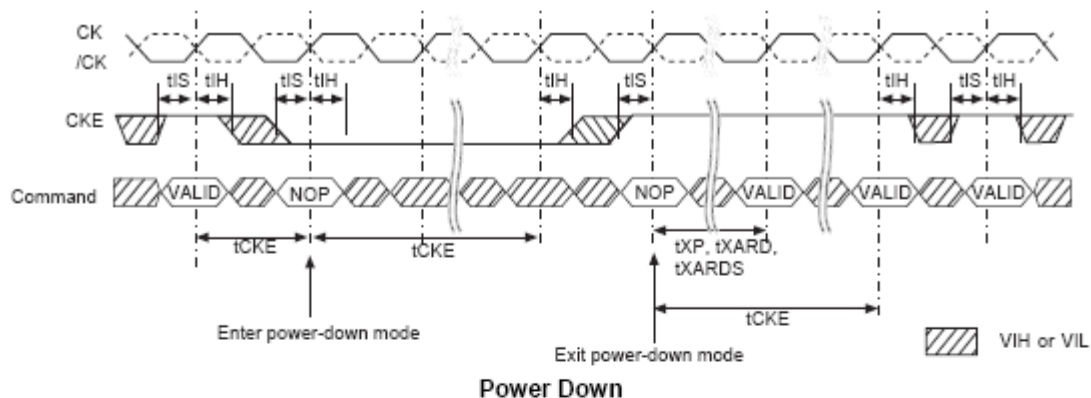 CK
/CK
tIS tIH tIS tIH tIH tIS tIH tIS tIH
CKE
Command VALID NOP NOP VALID VALID VALID
tCKE tCKE tXP, tXARD,
tXARDS
tCKE
Enter power-down mode
Exit power-down mode
VIH or VIL
Power Down